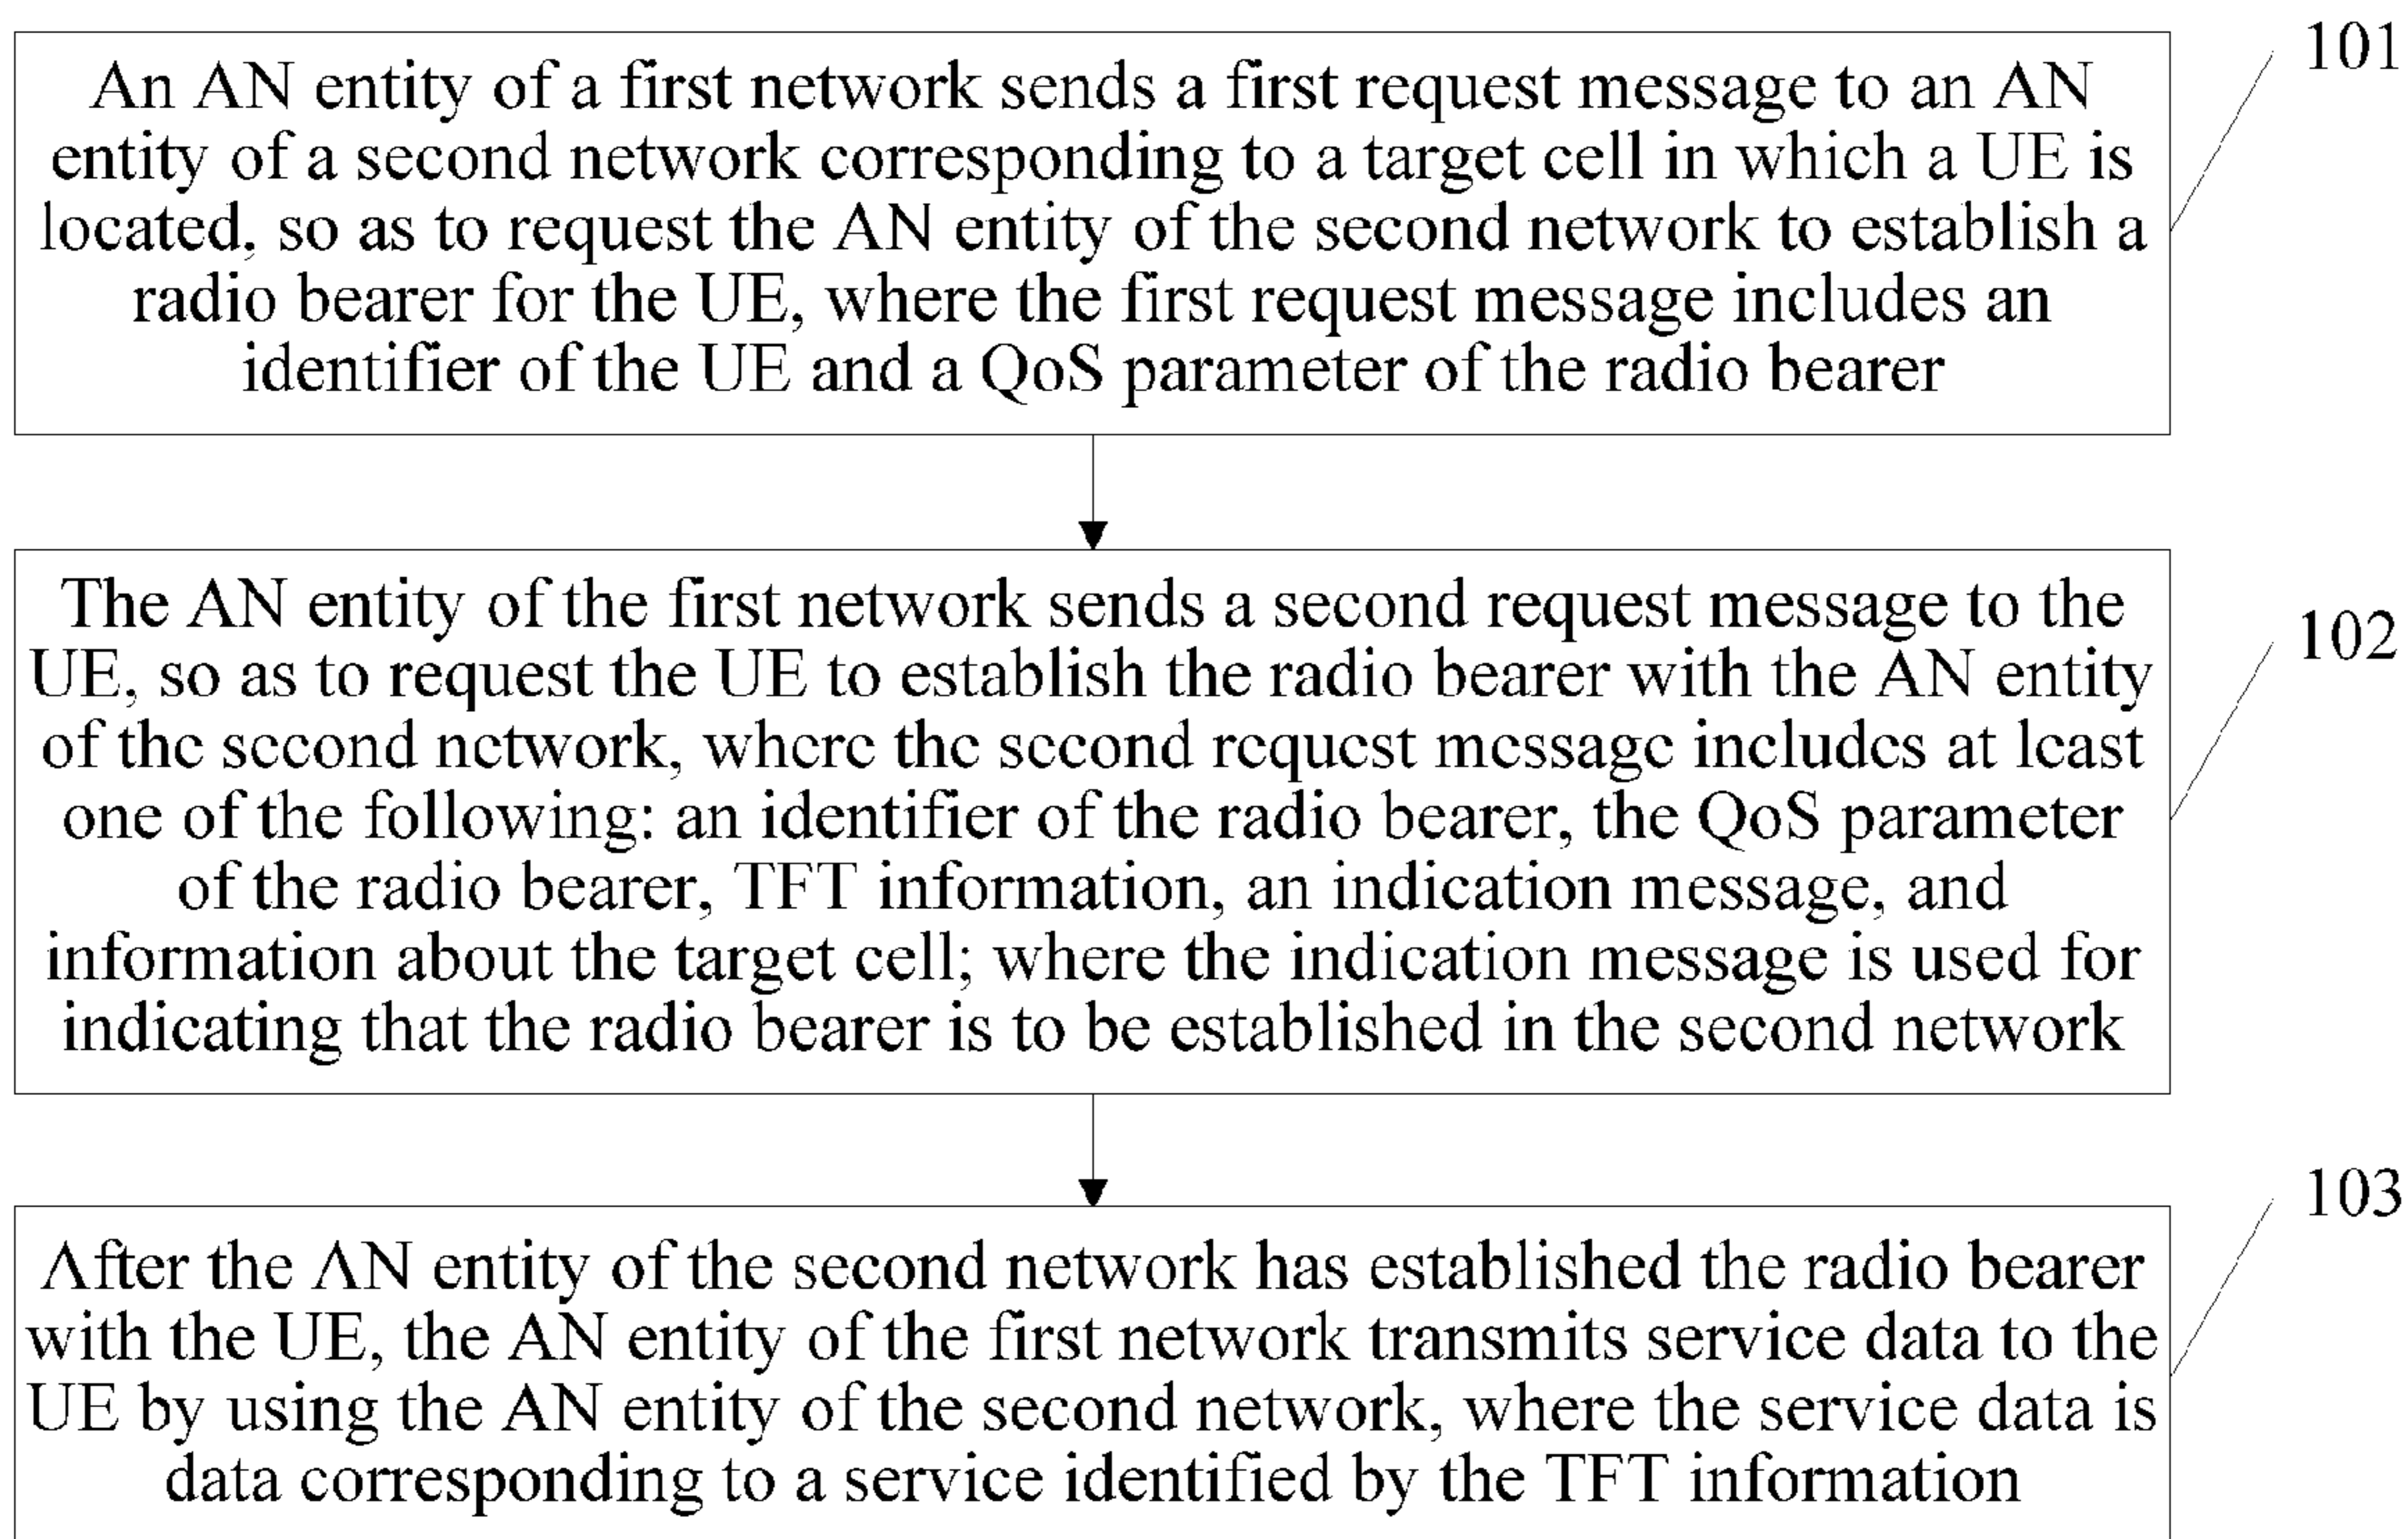 An AN entity of a first network sends a first request message to an AN
entity of a second network corresponding to a target cell in which a UE is
located, so as to request the AN entity of the second network to establish a
radio bearer for the UE, where the first request message includes an
identifier of the UE and a QoS parameter of the radio bearer
101
The AN entity of the first network sends a second request message to the
UE, so as to request the UE to establish the radio bearer with the AN entity
of the second network, where the second request message includes at least
one of the following: an identifier of the radio bearer, the QoS parameter
of the radio bearer, TFT information, an indication message, and
information about the target cell; where the indication message is used for
indicating that the radio bearer is to be established in the second network
102
After the AN entity of the second network has established the radio bearer
with the UE, the AN entity of the first network transmits service data to the
UE by using the AN entity of the second network, where the service data is
data corresponding to a service identified by the TFT information
103